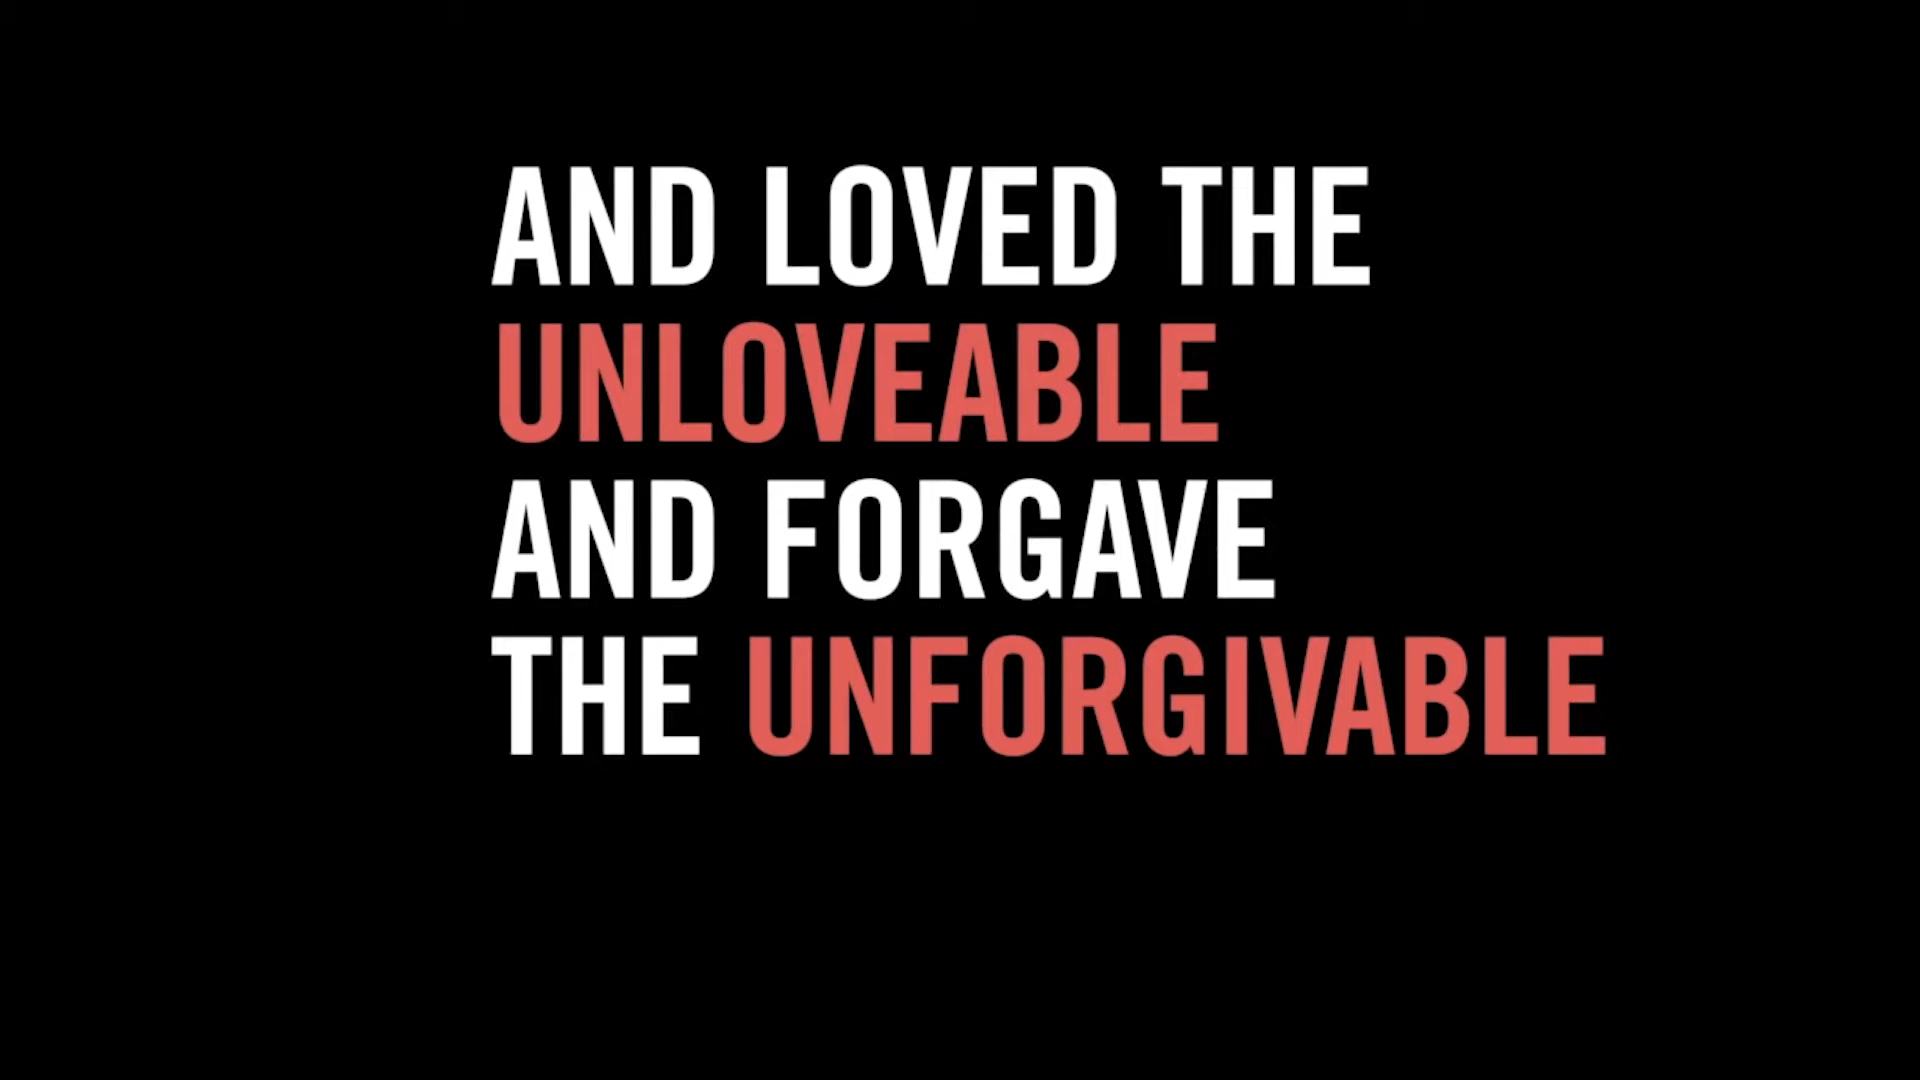 AND LOVED THE
UNLOVEABLE
AND FORGAVE
THE UNFORGIVABLE